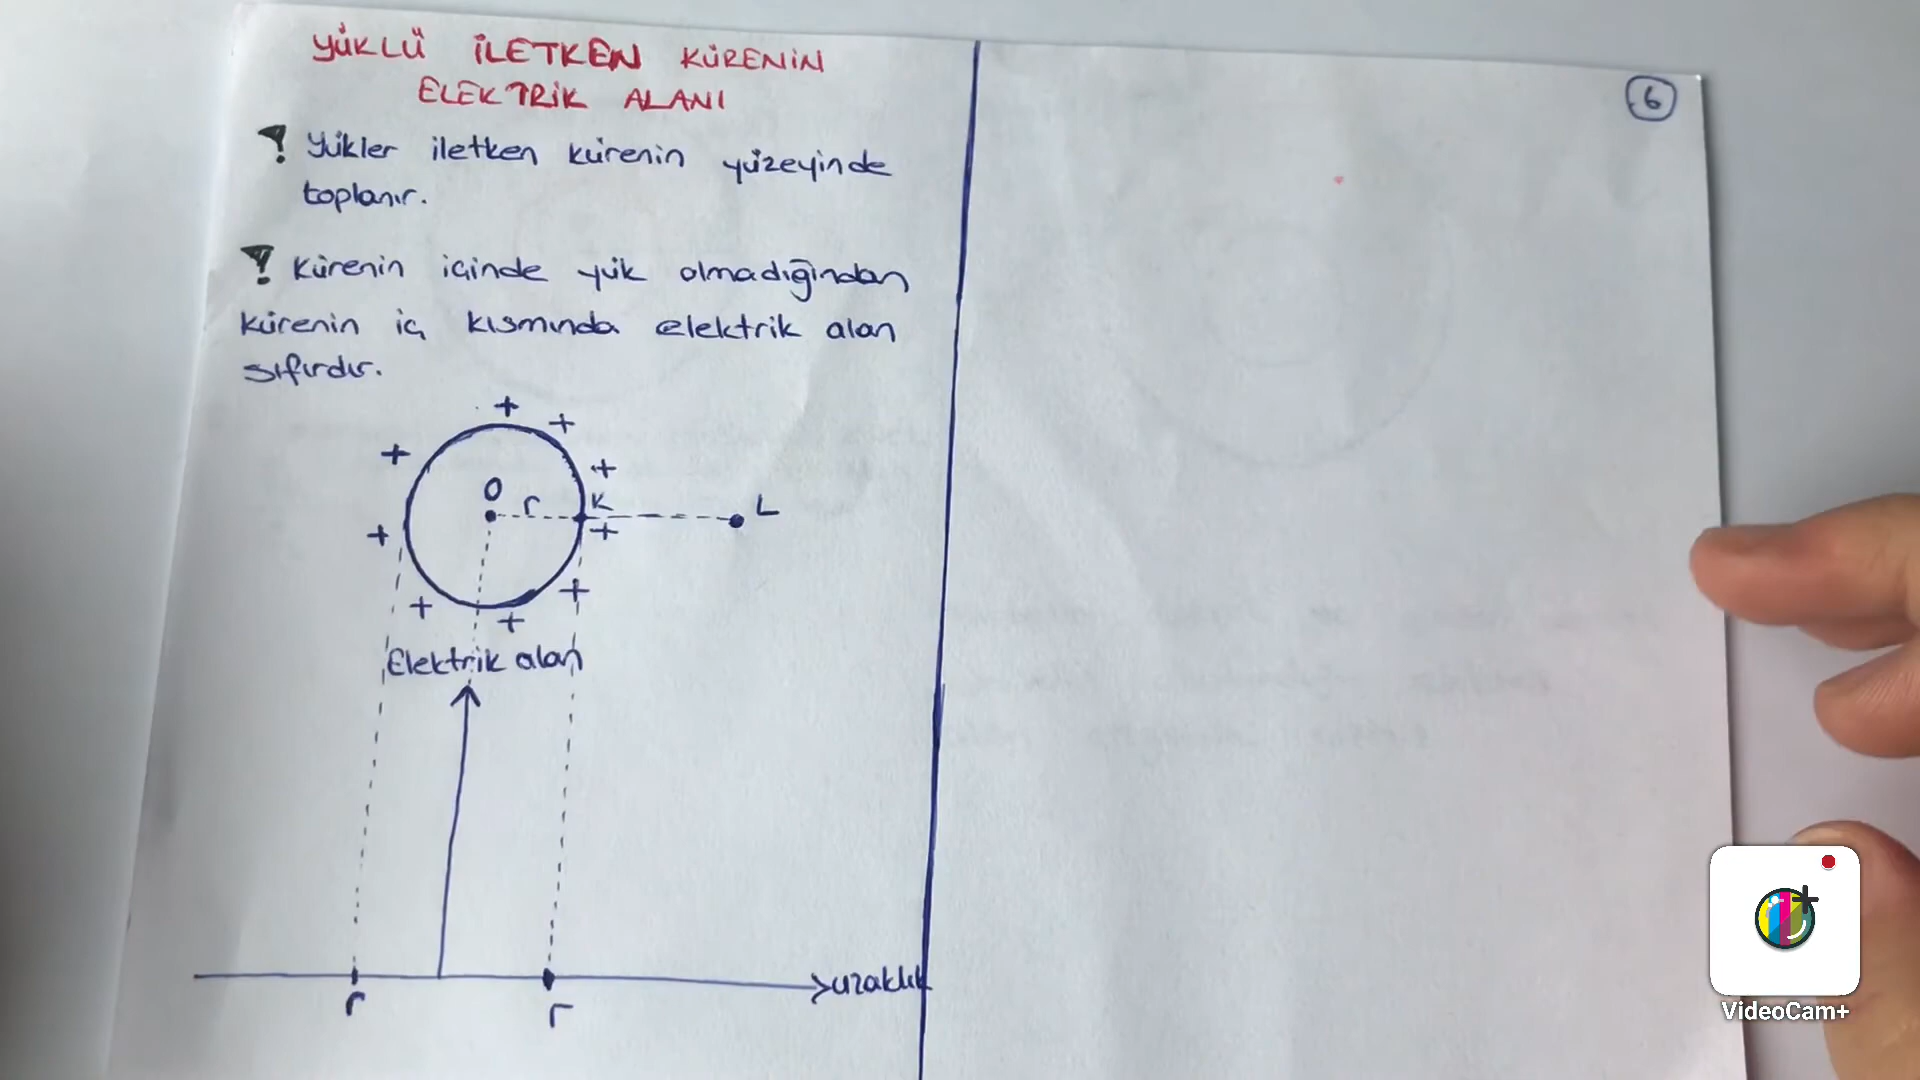 YÜKLÜ İLETKEN KÜRENİN
ELEKTRİK ALANI
! Yükler iletken kürenin yüzeyinde
toplanır.
! Kürenin içinde yük olmadığından
kürenin iç kısmında elektrik alan
sıfırdır.
6
+ +
+ +
O r K L
+ +
+ + +
Elektrik alan
uzaklık
r r
VideoCam+